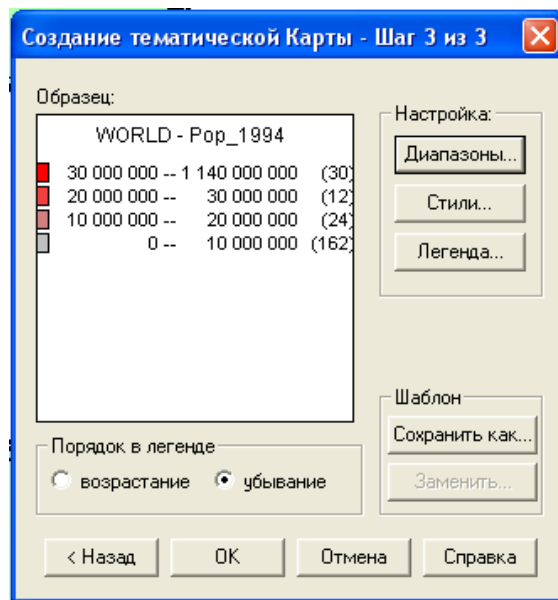 Создание тематической Карты - Шаг 3 из 3
Образец:
WORLD - Pop_1994
30 000 000 -- 1 140 000 000 (30)
20 000 000 -- 30 000 000 (12)
10 000 000 -- 20 000 000 (24)
0 -- 10 000 000 (162)
Настройка:
Диапазоны...
Стили...
Легенда...
Порядок в легенде
возрастание убывание
Шаблон
Сохранить как...
Заменить...
< Назад OK Отмена Справка